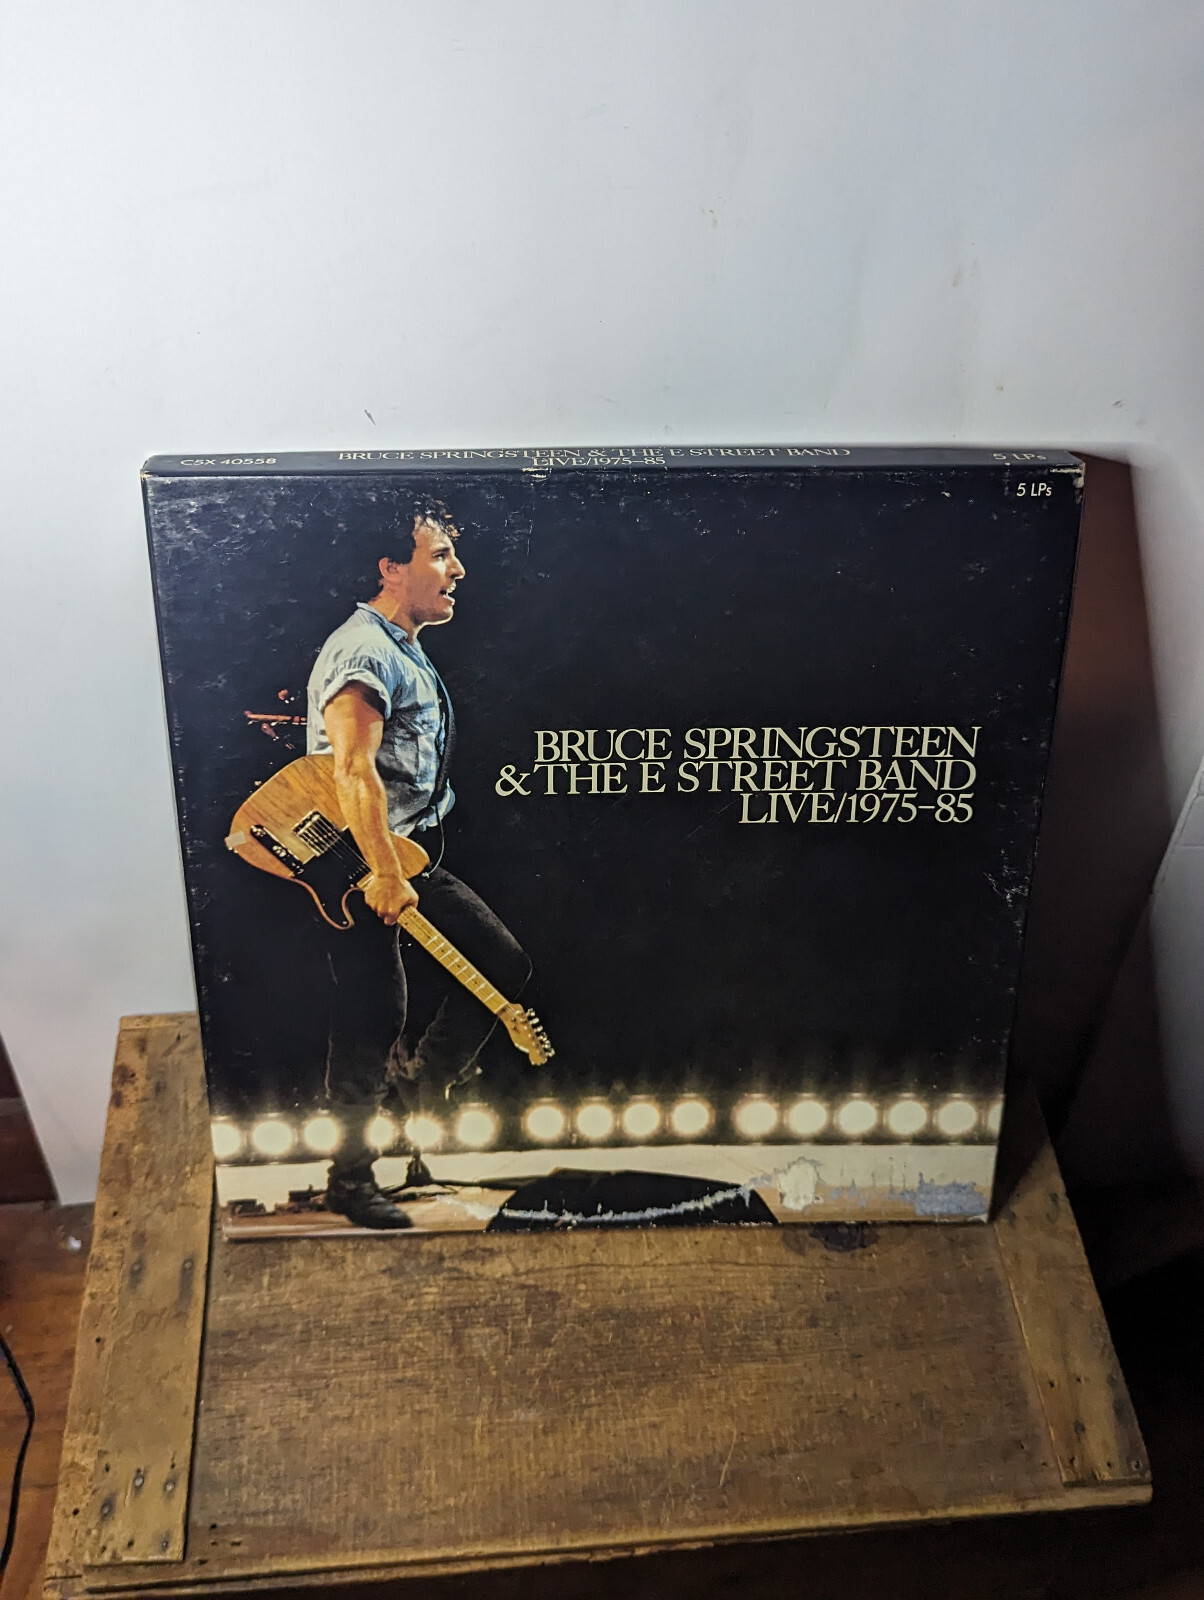 C5X 40558
BRUCE SPRINGSTEEN & THE E STREET BAND
LIVE/1975–85
5 LPs
5 LPs
BRUCE SPRINGSTEEN
& THE E STREET BAND
LIVE/1975–85